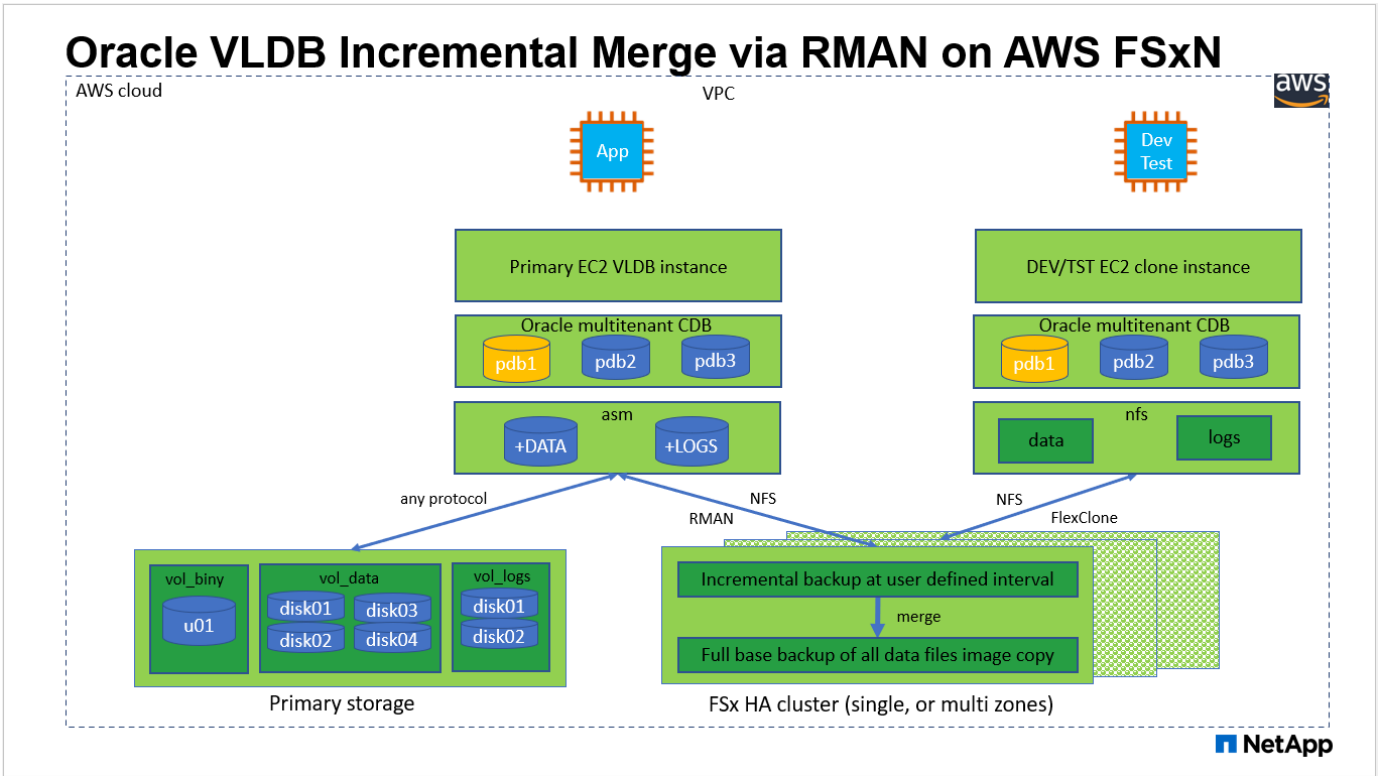 Oracle VLDB Incremental Merge via RMAN on AWS FSxN
AWS cloud
VPC
aws
App
Dev
Test
Primary EC2 VLDB instance
DEV/TST EC2 clone instance
Oracle multitenant CDB
pdb1
pdb2
pdb3
Oracle multitenant CDB
pdb1
pdb2
pdb3
asm
+DATA
+LOGS
nfs
data
logs
any protocol
NFS
RMAN
NFS
FlexClone
vol_biny
u01
vol_data
disk01
disk03
disk02
disk04
vol_logs
disk01
disk02
Incremental backup at user defined interval
merge
Full base backup of all data files image copy
Primary storage
FSx HA cluster (single, or multi zones)
NetApp